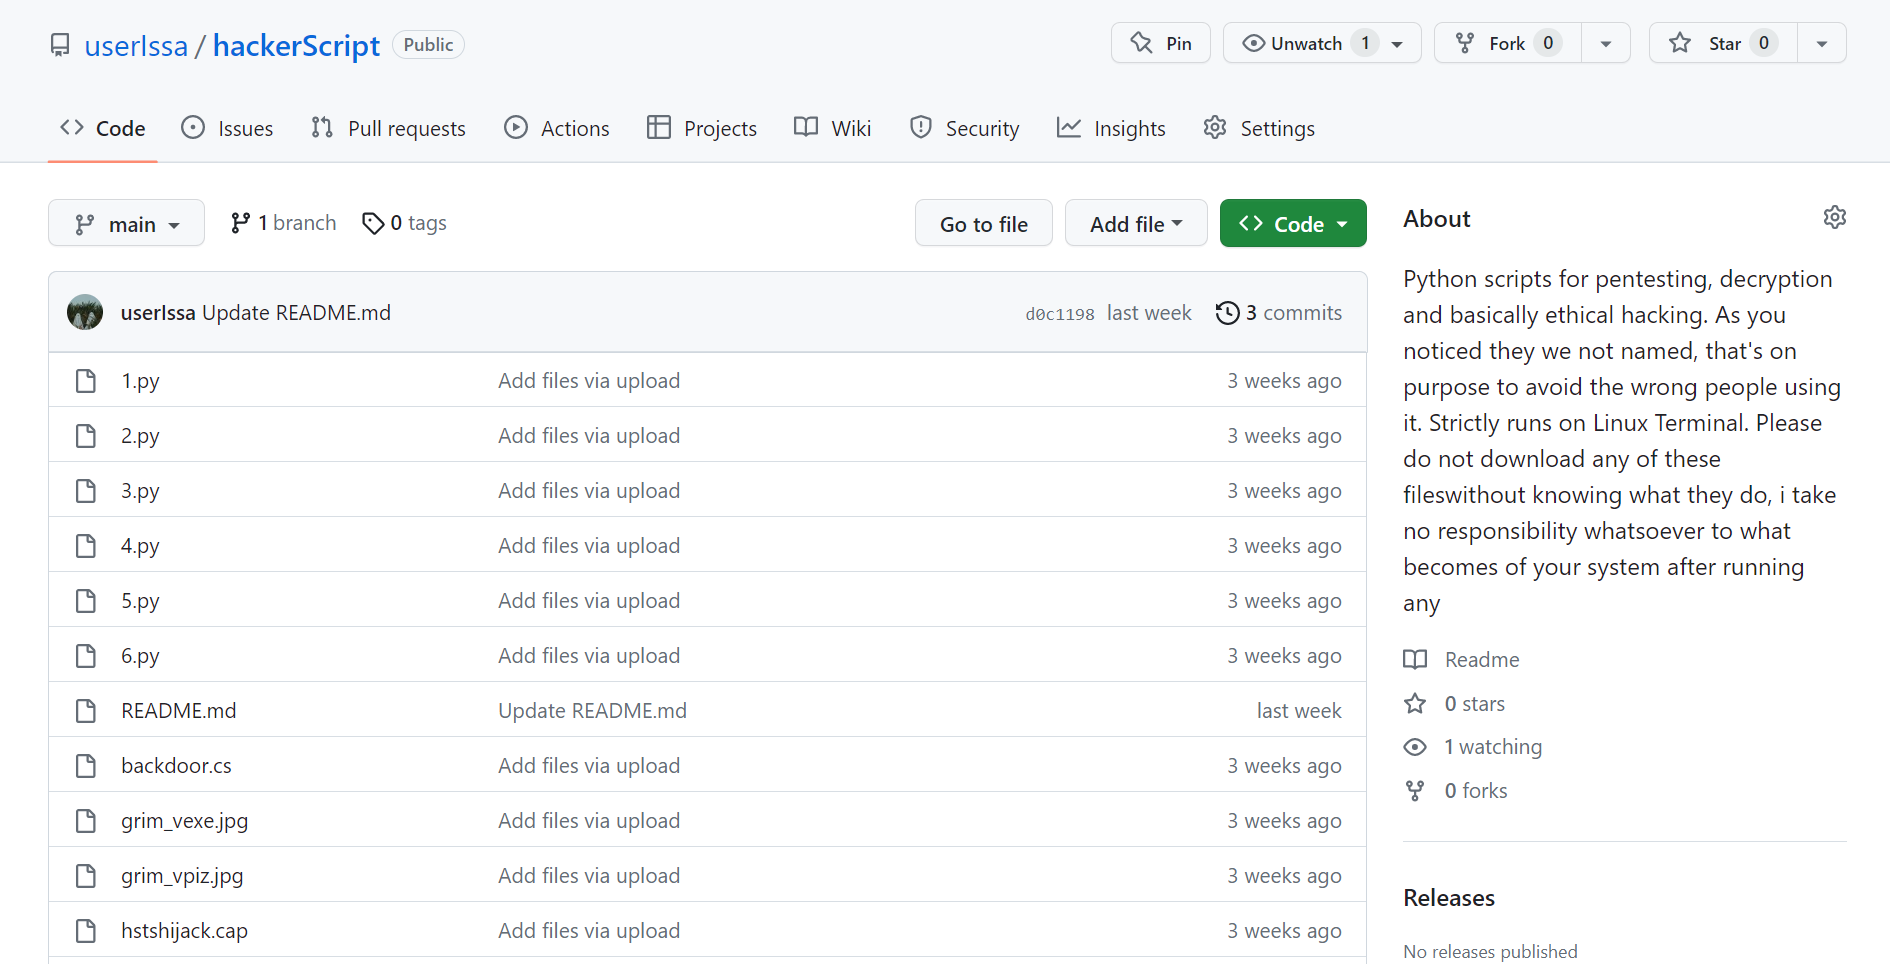 userIssa / hackerScript Public
Pin
Unwatch 1
Fork 0
Star 0
Code
Issues
Pull requests
Actions
Projects
Wiki
Security
Insights
Settings
main
1 branch
0 tags
Go to file
Add file
Code
userIssa Update README.md d0c1198 last week 3 commits
1.py Add files via upload 3 weeks ago
2.py Add files via upload 3 weeks ago
3.py Add files via upload 3 weeks ago
4.py Add files via upload 3 weeks ago
5.py Add files via upload 3 weeks ago
6.py Add files via upload 3 weeks ago
README.md Update README.md last week
backdoor.cs Add files via upload 3 weeks ago
grim_vexe.jpg Add files via upload 3 weeks ago
grim_vpiz.jpg Add files via upload 3 weeks ago
hstshijack.cap Add files via upload 3 weeks ago
About
Python scripts for pentesting, decryption
and basically ethical hacking. As you
noticed they we not named, that's on
purpose to avoid the wrong people using
it. Strictly runs on Linux Terminal. Please
do not download any of these
fileswithout knowing what they do, i take
no responsibility whatsoever to what
becomes of your system after running
any
Readme
0 stars
1 watching
0 forks
Releases
No releases published